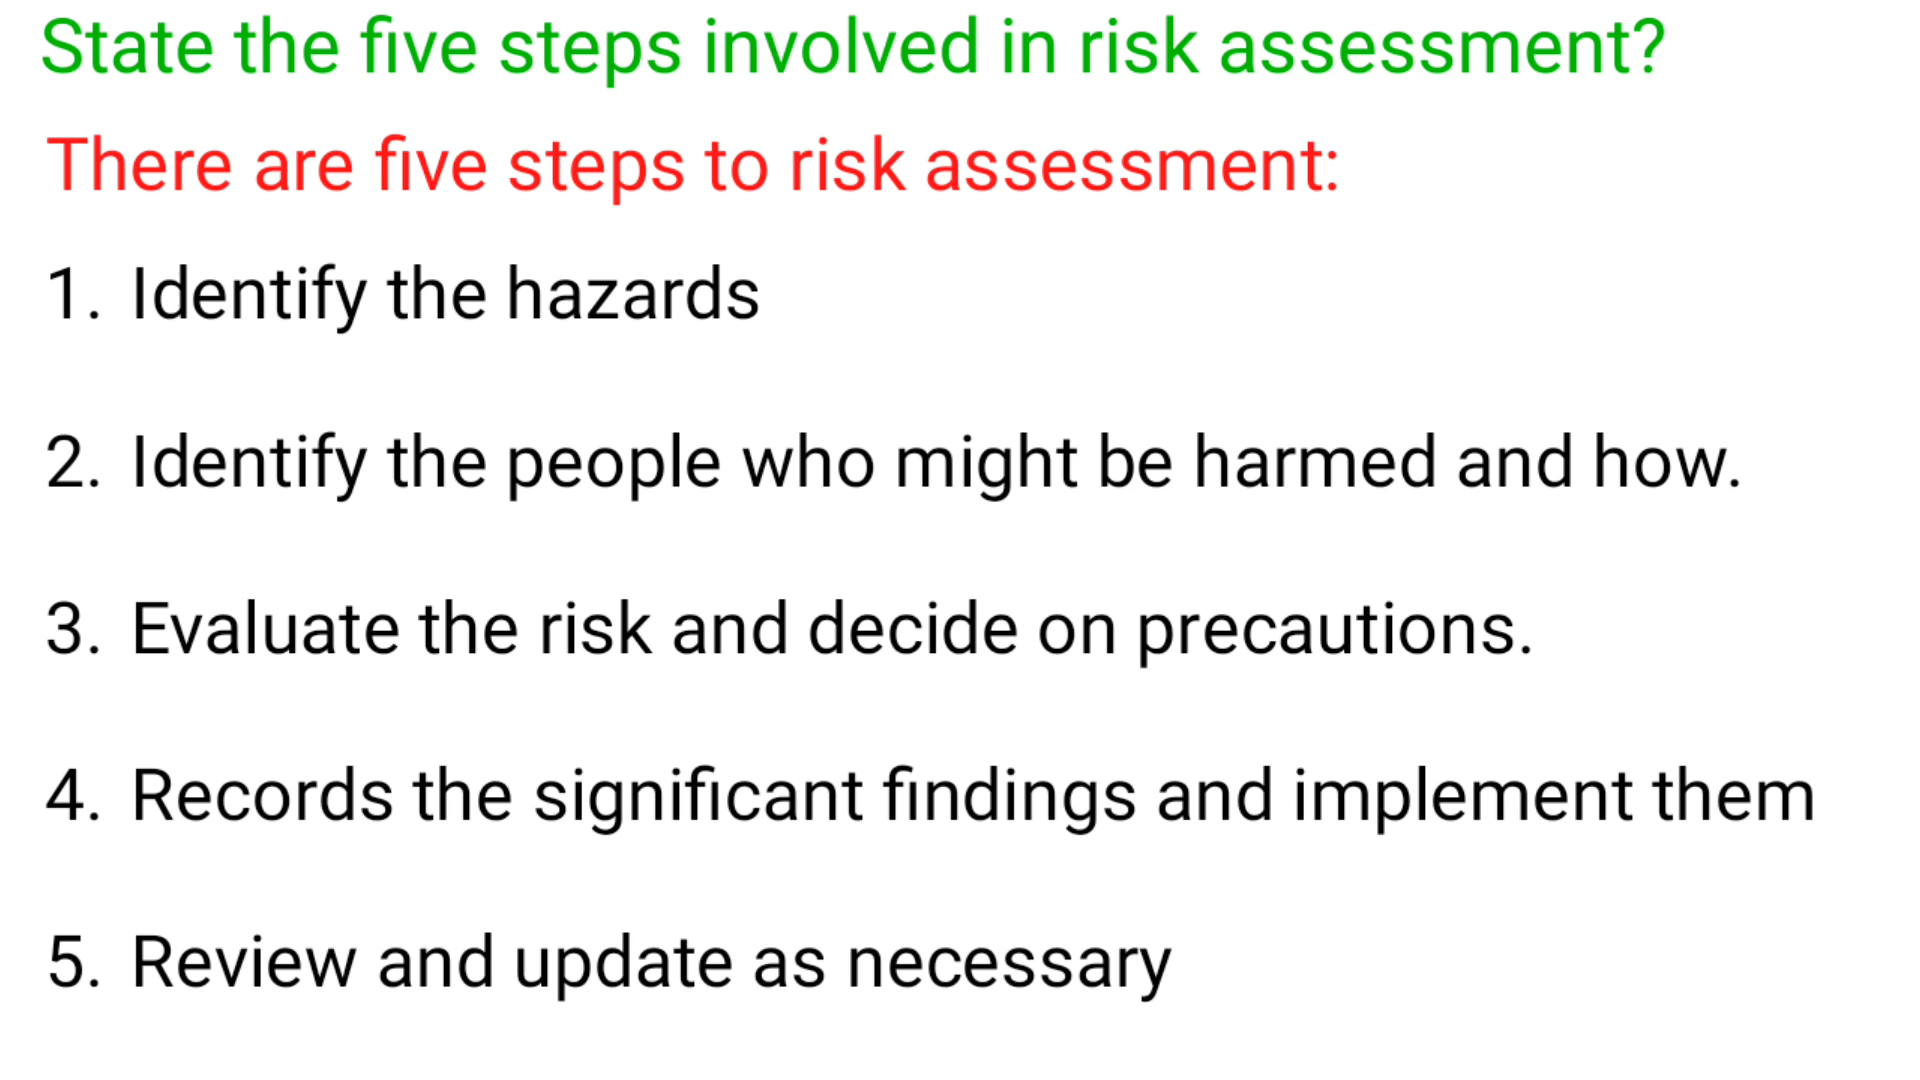 State the five steps involved in risk assessment?
There are five steps to risk assessment:
1. Identify the hazards
2. Identify the people who might be harmed and how.
3. Evaluate the risk and decide on precautions.
4. Records the significant findings and implement them
5. Review and update as necessary